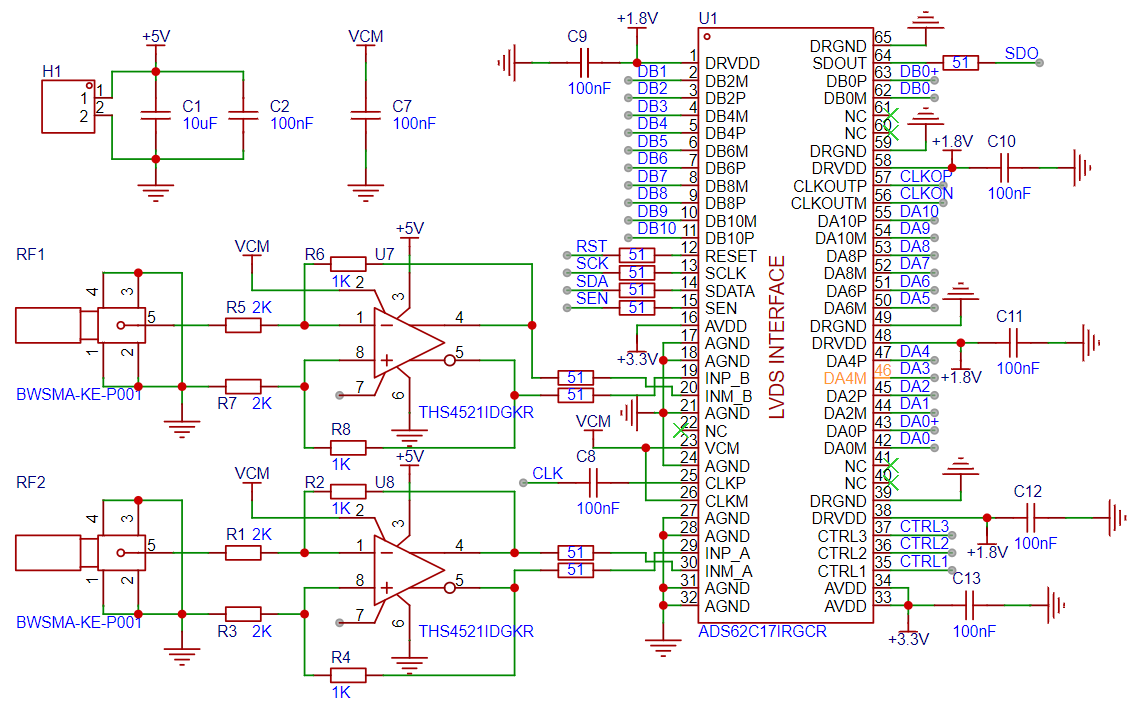 +5V
H1
1
2
1
2
C1
10uF
C2
100nF
VCM
C7
100nF
+1.8V
C9
100nF
U1
LVDS INTERFACE
ADS62C17IRGCR
DB1 1 DRVDD
DB2 2 DB2M
DB3 3 DB2P
DB4 4 DB4M
DB5 5 DB4P
DB6 6 DB6M
DB7 7 DB6P
DB8 8 DB8M
DB9 9 DB8P
DB10 10 DB10M
11 DB10P
RST 51 12 RESET
SCK 51 13 SCLK
SDA 51 14 SDATA
SEN 51 15 SEN
16 AVDD
17 AGND
+3.3V 18 AGND
51 19 INP_B
51 20 INM_B
21 AGND
VCM 22 NC
23 VCM
24 AGND
CLK C8 25 CLKP
100nF 26 CLKM
27 AGND
28 AGND
51 29 INP_A
51 30 INM_A
31 AGND
32 AGND
65 DRGND
64 SDOUT 51 SDO
63 DB0P DB0+
62 DB0M DB0-
61 NC
60 NC
59 DRGND
58 DRVDD +1.8V C10 100nF
57 CLKOUTP CLKOP
56 CLKOUTM CLKON
55 DA10P DA10
54 DA10M DA9
53 DA8P DA8
52 DA8M DA7
51 DA6P DA6
50 DA6M DA5
49 DRGND
48 DRVDD +1.8V C11 100nF
47 DA4P DA4
46 DA4M DA3
45 DA2P DA2
44 DA2M DA1
43 DA0P DA0+
42 DA0M DA0-
41 NC
40 NC
39 DRGND
38 DRVDD +1.8V C12 100nF
37 CTRL3 CTRL3
36 CTRL2 CTRL2
35 CTRL1 CTRL1
34 AVDD
33 AVDD +3.3V C13 100nF
RF1
4 3
5
1 2
BWSMA-KE-P001
VCM
R5 2K
R7 2K
R6
1K
R8
1K
U7
+5V
2 3
1 4
8 5
7 6
THS4521IDGKR
RF2
4 3
5
1 2
BWSMA-KE-P001
VCM
R1 2K
R3 2K
R2
1K
R4
1K
U8
+5V
2 3
1 4
8 5
7 6
THS4521IDGKR